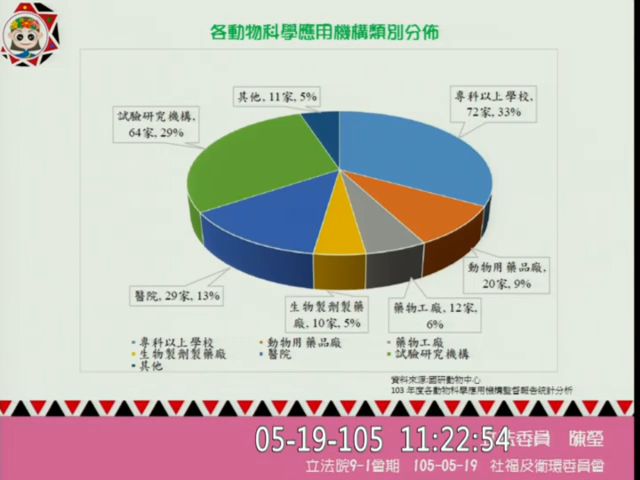 各動物科學應用機構類別分佈
其他, 11家, 5%
專科以上學校,
72家, 33%
試驗研究機構,
64家, 29%
動物用藥品廠,
20家, 9%
醫院, 29家, 13%
生物製劑製藥
廠, 10家, 5%
藥物工廠, 12家,
6%
專科以上學校
動物用藥品廠
藥物工廠
生物製劑製藥廠
醫院
試驗研究機構
其他
資料來源:國研動物中心
103 年度各動物科學應用機構監督報告統計分析
05-19-105 11:22:54
委員 陳瑩
立法院9-1會期 105-05-19 社福及衛環委員會